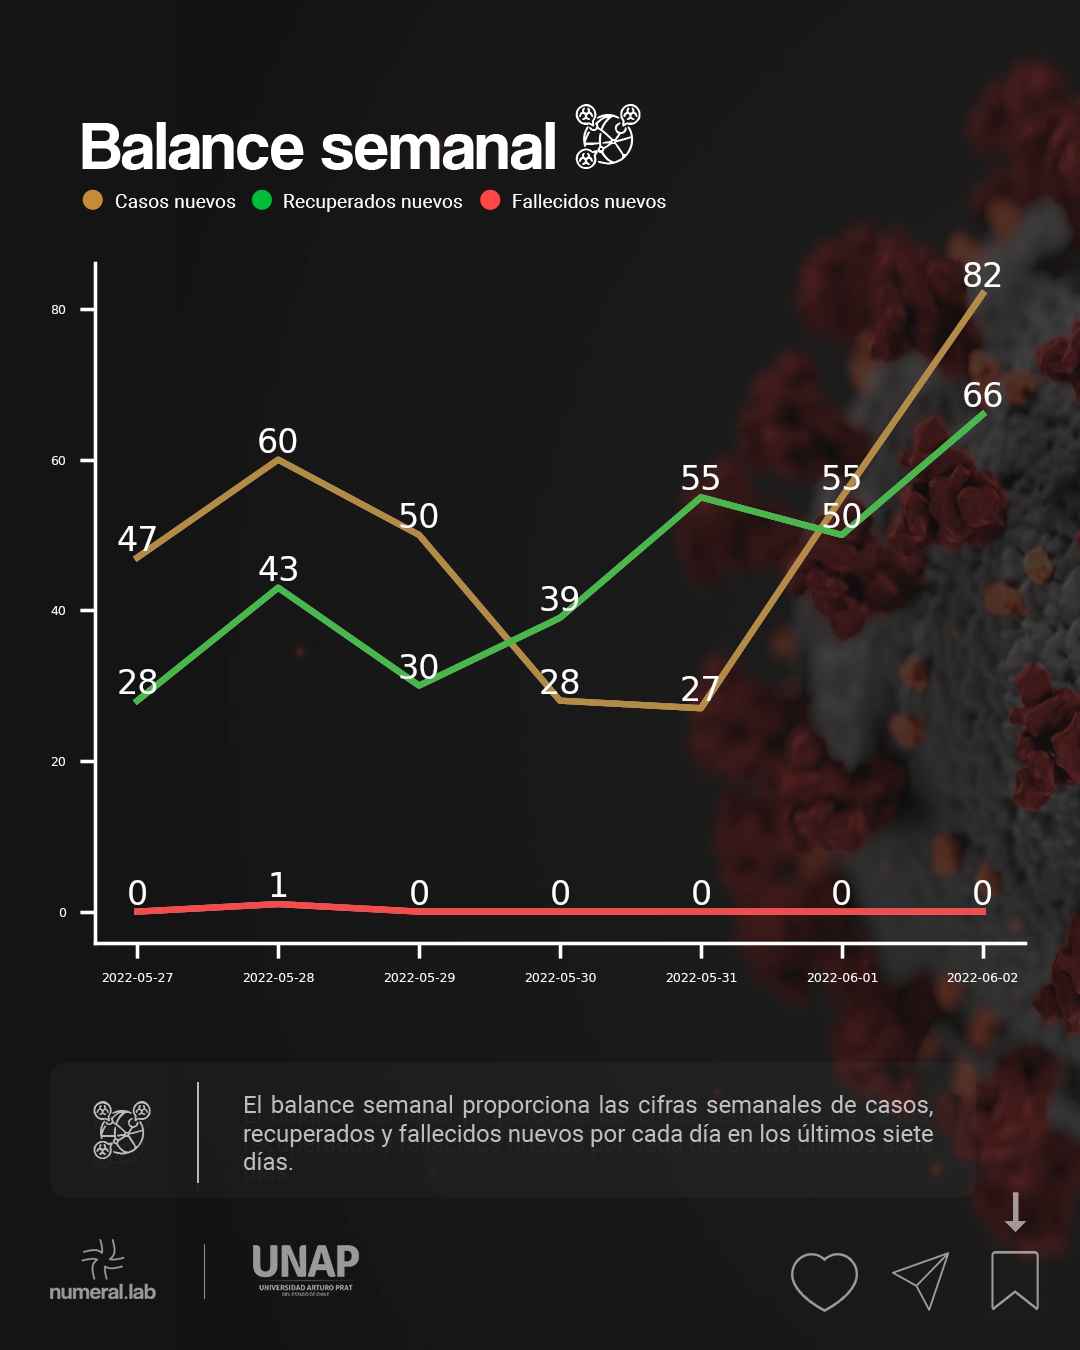 Balance semanal
Casos nuevos Recuperados nuevos Fallecidos nuevos
82
80
66
60
60
55
55
50
50
47
43
39
40
30
28
28
27
20
0
1
0
0
0
0
0
0
2022-05-27 2022-05-28 2022-05-29 2022-05-30 2022-05-31 2022-06-01 2022-06-02
El balance semanal proporciona las cifras semanales de casos,
recuperados y fallecidos nuevos por cada día en los últimos siete
días.
numeral.lab
UNAP
UNIVERSIDAD ARTURO PRAT
DEL ESTADO DE CHILE